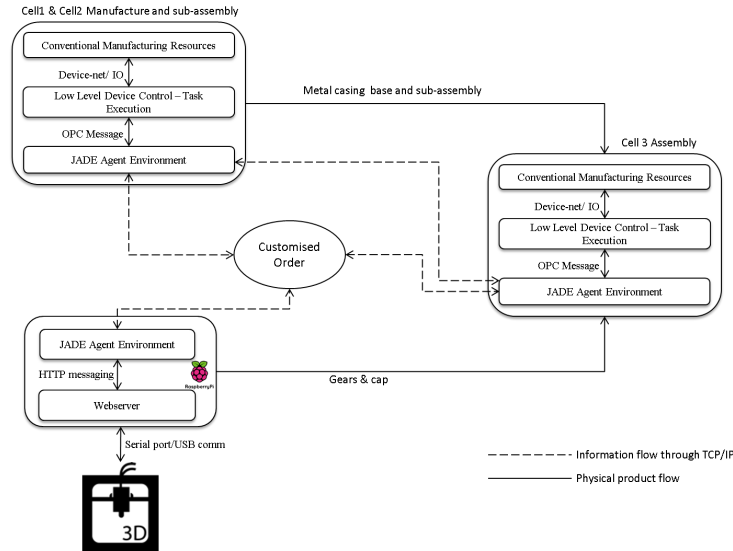 Cell1 & Cell2 Manufacture and sub-assembly
Conventional Manufacturing Resources
Device-net/ IO
Low Level Device Control – Task
Execution
OPC Message
JADE Agent Environment
Metal casing base and sub-assembly
Cell 3 Assembly
Conventional Manufacturing Resources
Device-net/ IO
Low Level Device Control – Task
Execution
OPC Message
JADE Agent Environment
Customised
Order
JADE Agent Environment
HTTP messaging
RaspberryPi
Webserver
Gears & cap
Serial port/USB comm
3D
Information flow through TCP/IP
Physical product flow